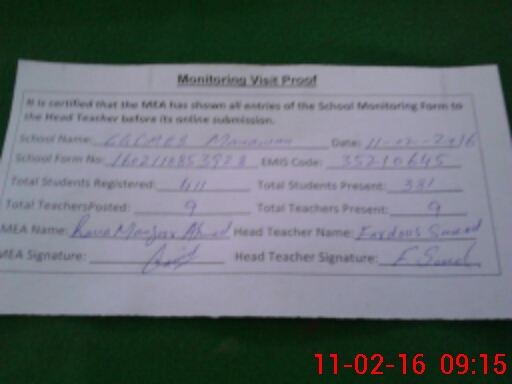 Monitoring Visit Proof
It is certified that the MEA has shown all entries of the School Monitoring Form to
the Head Teacher before its online submission.
School Name: Date: 11-02-2016
School Form No: EMIS Code: 35210645
Total Students Registered: 411 Total Students Present: 381
Total TeachersPosted: 9 Total Teachers Present: 9
MEA Name: Rana Ahmad Head Teacher Name: Firdous
MEA Signature: Head Teacher Signature:
11-02-16 09:15